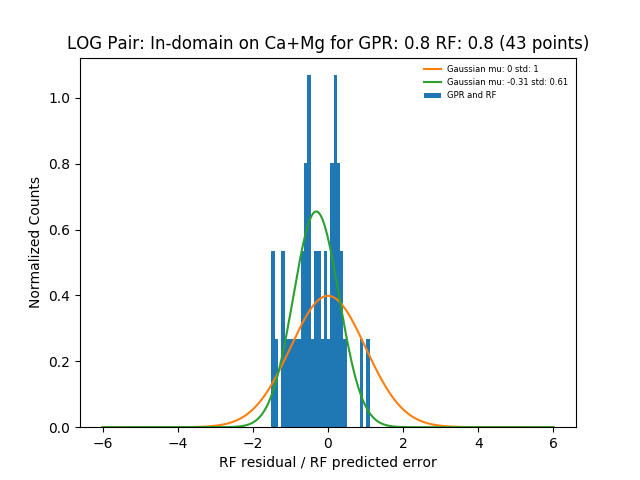 LOG Pair: In-domain on Ca+Mg for GPR: 0.8 RF: 0.8 (43 points)
Gaussian mu: 0 std: 1
Gaussian mu: -0.31 std: 0.61
GPR and RF
Normalized Counts
1.0
0.8
0.6
0.4
0.2
0.0
−6 −4 −2 0 2 4 6
RF residual / RF predicted error